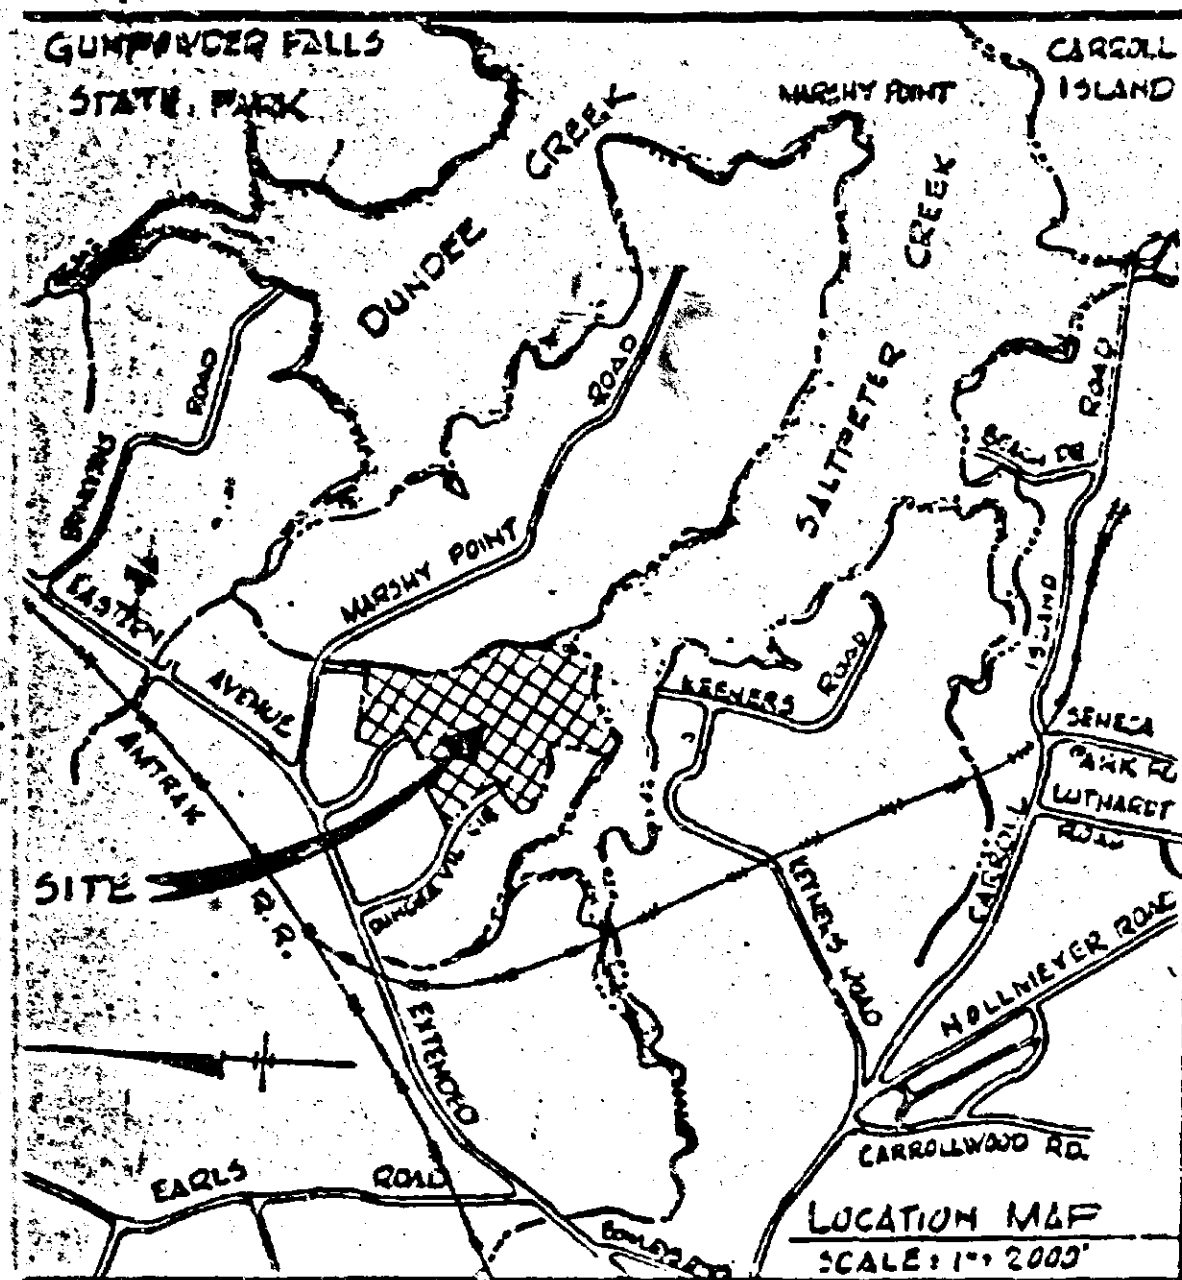 GUNPOWDER FALLS
STATE PARK
CARROLL
ISLAND
MARSHY POINT
DUNDEE CREEK
SALTPETER CREEK
ROAD
ROAD
ROAD
BEACH DR
EASTERN AVENUE
MARSHY POINT
ISLAND
KEENERS ROAD
SENECA
PARK RD
LUTHARDT
ROAD
AMTRAK
R.R.
SITE
CARROLL
HOLLMEYER ROAD
EXTENDED
CARROLLWOOD RD.
EARLS ROAD
LOCATION MAP
SCALE: 1" = 2000'